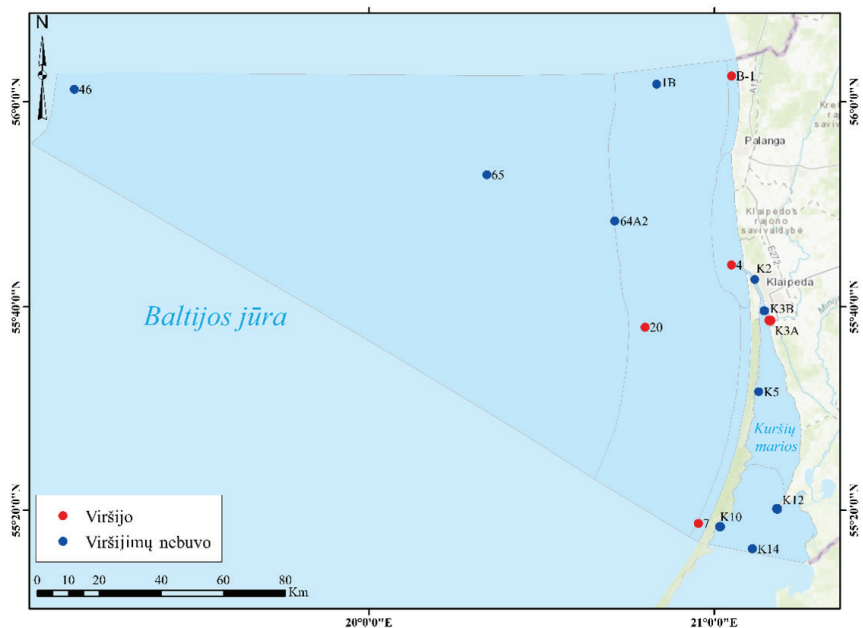 N
46
1B
B-1
65
64A2
4
20
7
K2
K3B
K3A
K5
K10
K12
K14
Palanga
Klaipėdos
rajono
savivaldybė
Klaipėda
A13
E272
Baltijos jūra
Kuršių
marios
Viršijo
Viršijimų nebuvo
0 10 20 40 60 80
Km
56°0'0"N
55°40'0"N
55°20'0"N
56°0'0"N
55°40'0"N
55°20'0"N
20°0'0"E
21°0'0"E